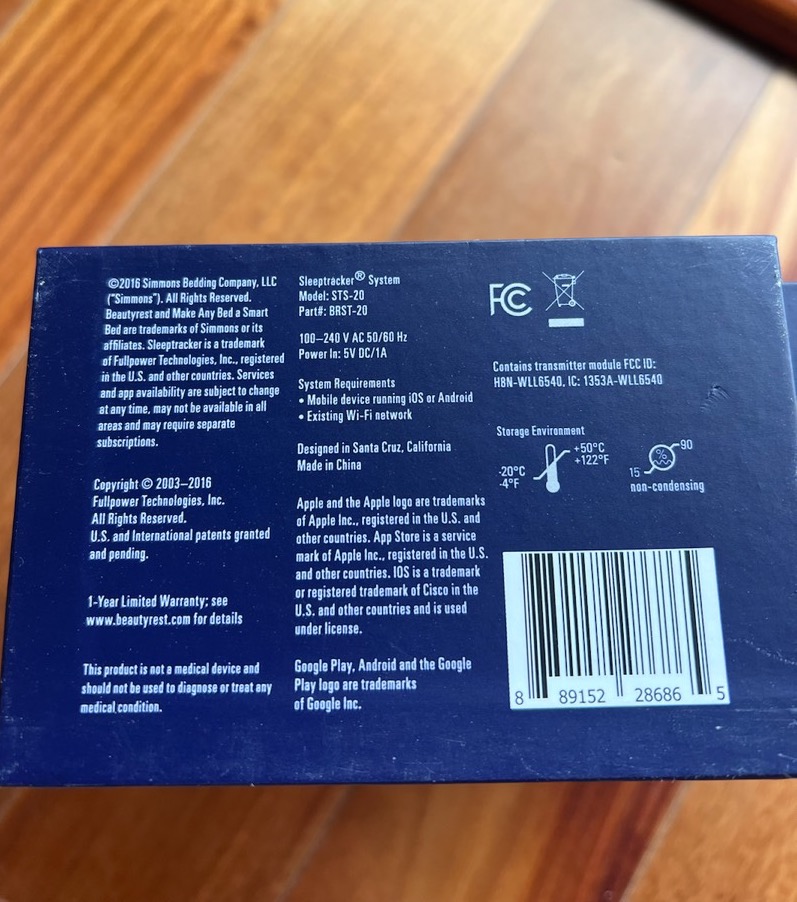 ©2016 Simmons Bedding Company, LLC
("Simmons"). All Rights Reserved.
Beautyrest and Make Any Bed a Smart
Bed are trademarks of Simmons or its
affiliates. Sleeptracker is a trademark
of Fullpower Technologies, Inc., registered
in the U.S. and other countries. Services
and app availability are subject to change
at any time, may not be available in all
areas and may require separate
subscriptions.
Copyright © 2003–2016
Fullpower Technologies, Inc.
All Rights Reserved.
U.S. and International patents granted
and pending.
1-Year Limited Warranty; see
www.beautyrest.com for details
This product is not a medical device and
should not be used to diagnose or treat any
medical condition.
Sleeptracker® System
Model: STS-20
Part#: BRST-20
100–240 V AC 50/60 Hz
Power In: 5V DC/1A
System Requirements
• Mobile device running iOS or Android
• Existing Wi-Fi network
Designed in Santa Cruz, California
Made in China
Apple and the Apple logo are trademarks
of Apple Inc., registered in the U.S. and
other countries. App Store is a service
mark of Apple Inc., registered in the U.S.
and other countries. IOS is a trademark
or registered trademark of Cisco in the
U.S. and other countries and is used
under license.
Google Play, Android and the Google
Play logo are trademarks
of Google Inc.
FC
Contains transmitter module FCC ID:
H8N-WLL6540, IC: 1353A-WLL6540
Storage Environment
+50°C
+122°F
-20°C
-4°F
90
%
15
non-condensing
8 89152 28686 5